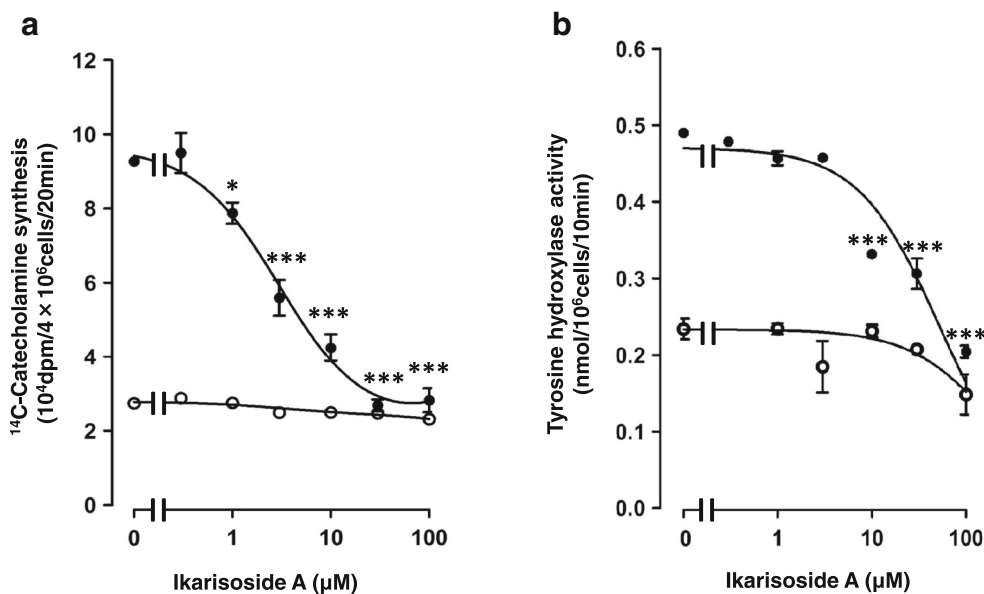 a
¹⁴C-Catecholamine synthesis
(10⁴dpm/4 × 10⁶cells/20min)
12
10
8
6
4
2
0
*
***
***
***
***
0 1 10 100
Ikarisoside A (µM)
b
Tyrosine hydroxylase activity
(nmol/10⁶cells/10min)
0.6
0.5
0.4
0.3
0.2
0.1
0.0
***
***
***
0 1 10 100
Ikarisoside A (µM)